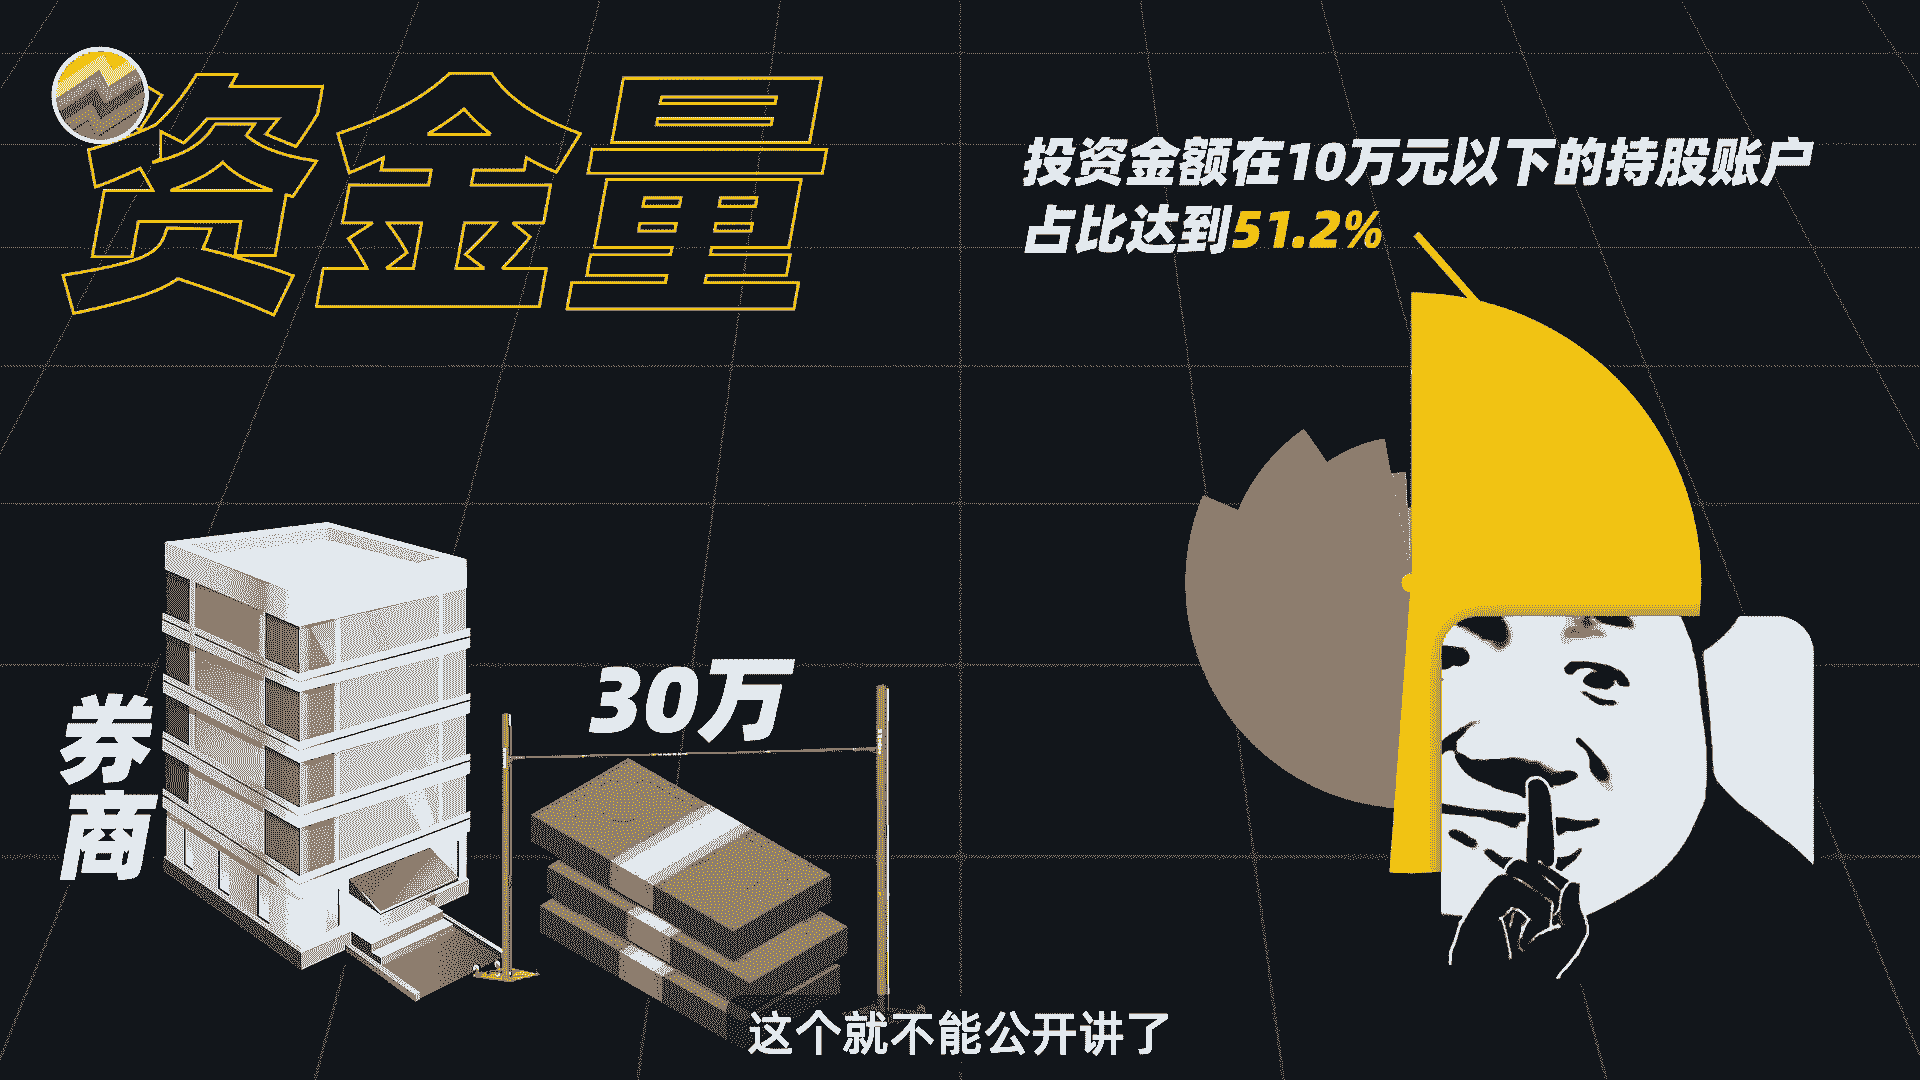 资金量
投资金额在10万元以下的持股账户
占比达到51.2%
30万
券商
这个就不能公开讲了